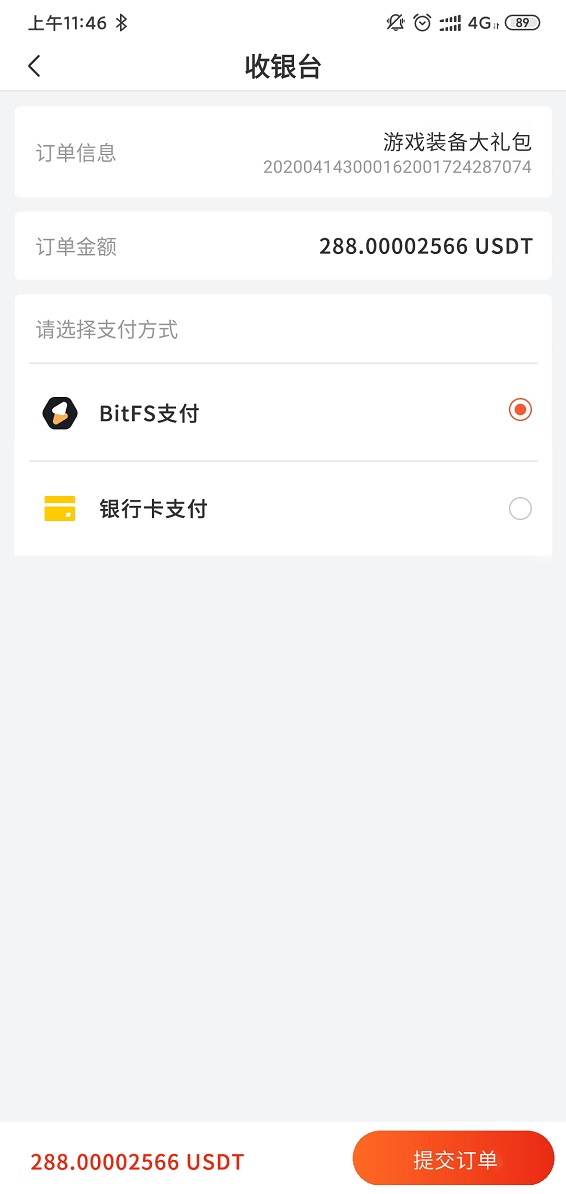 上午11:46 4G 89
收银台
订单信息
游戏装备大礼包
202004143000162001724287074
订单金额 288.00002566 USDT
请选择支付方式
BitFS支付
银行卡支付
288.00002566 USDT 提交订单